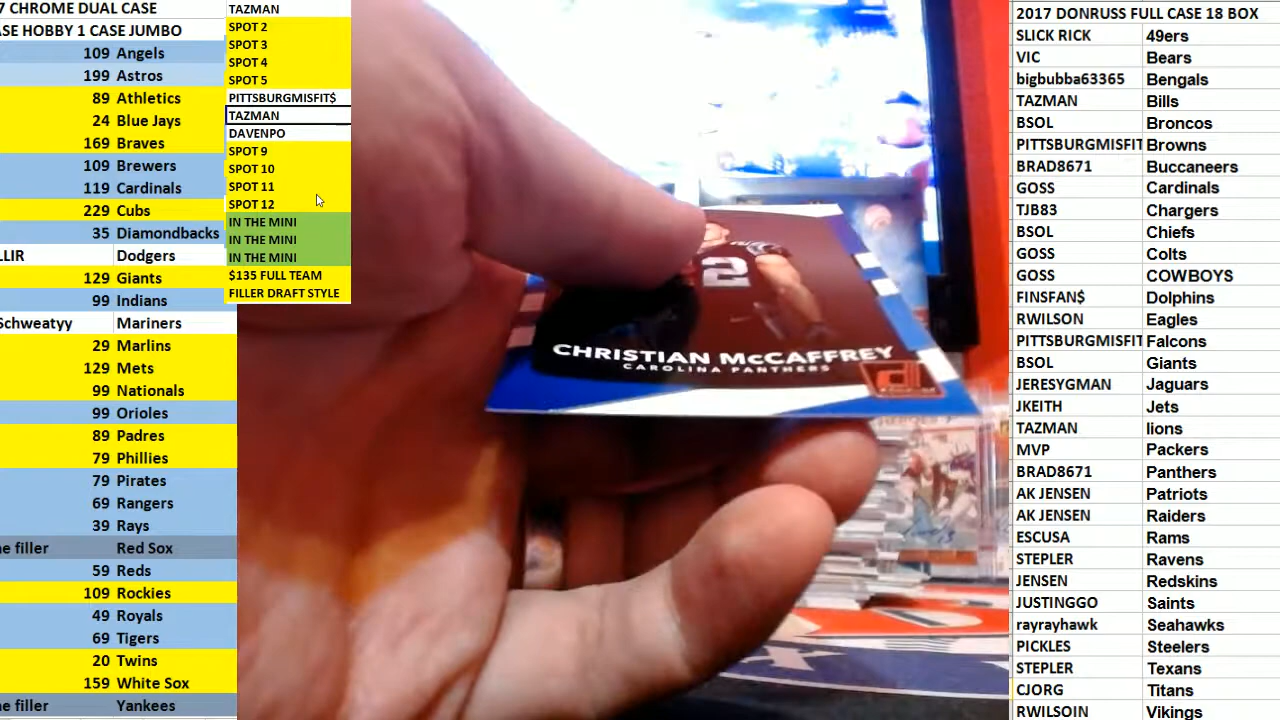 7 CHROME DUAL CASE
ASE HOBBY 1 CASE JUMBO
109 Angels
199 Astros
89 Athletics
24 Blue Jays
169 Braves
109 Brewers
119 Cardinals
229 Cubs
35 Diamondbacks
LLIR Dodgers
129 Giants
99 Indians
Schweatyy Mariners
29 Marlins
129 Mets
99 Nationals
99 Orioles
89 Padres
79 Phillies
79 Pirates
69 Rangers
39 Rays
ne filler Red Sox
59 Reds
109 Rockies
49 Royals
69 Tigers
20 Twins
159 White Sox
ne filler Yankees
TAZMAN
SPOT 2
SPOT 3
SPOT 4
SPOT 5
PITTSBURGMISFIT$
TAZMAN
DAVENPO
SPOT 9
SPOT 10
SPOT 11
SPOT 12
IN THE MINI
IN THE MINI
IN THE MINI
$135 FULL TEAM
FILLER DRAFT STYLE
2
CHRISTIAN McCAFFREY
CAROLINA PANTHERS
2017 DONRUSS FULL CASE 18 BOX
SLICK RICK 49ers
VIC Bears
bigbubba63365 Bengals
TAZMAN Bills
BSOL Broncos
PITTSBURGMISFIT Browns
BRAD8671 Buccaneers
GOSS Cardinals
TJB83 Chargers
BSOL Chiefs
GOSS Colts
GOSS COWBOYS
FINSFAN$ Dolphins
RWILSON Eagles
PITTSBURGMISFIT Falcons
BSOL Giants
JERESYGMAN Jaguars
JKEITH Jets
TAZMAN lions
MVP Packers
BRAD8671 Panthers
AK JENSEN Patriots
AK JENSEN Raiders
ESCUSA Rams
STEPLER Ravens
JENSEN Redskins
JUSTINGGO Saints
rayrayhawk Seahawks
PICKLES Steelers
STEPLER Texans
CJORG Titans
RWILSOIN Vikings